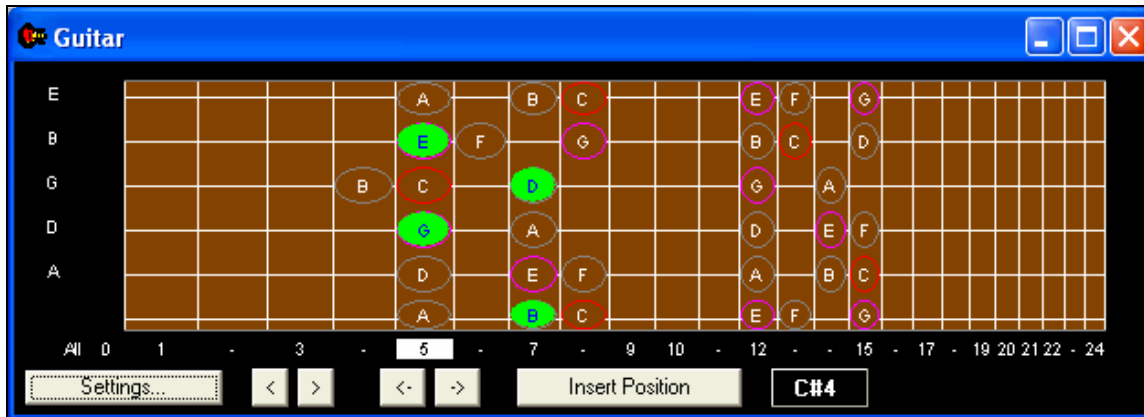 Guitar
E A B C E F G
B E F G B C D
G B C D G A
D G A D E F
A D E F A B C
A B C E F G
All 0 1 - 3 - 5 - 7 - 9 10 - 12 - - 15 - 17 - 19 20 21 22 - 24
Settings... < > <- -> Insert Position C#4